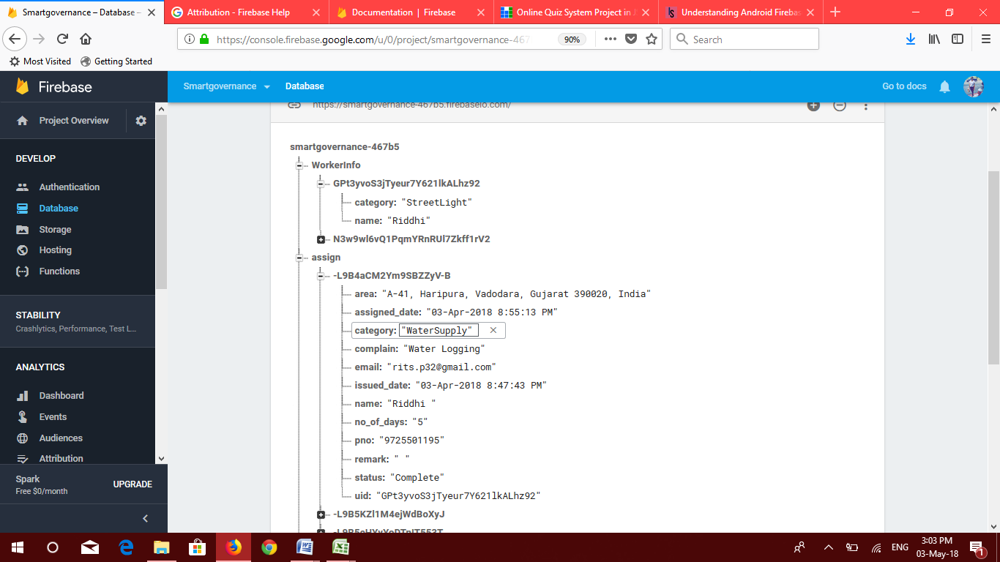 Smartgovernance – Database –
Attribution - Firebase Help
Documentation | Firebase
Online Quiz System Project in J
Understanding Android Firebas
https://console.firebase.google.com/u/0/project/smartgovernance-467
90%
Search
Most Visited
Getting Started
Firebase
Smartgovernance
Database
Go to docs
Project Overview
DEVELOP
Authentication
Database
Storage
Hosting
Functions
STABILITY
Crashlytics, Performance, Test L...
ANALYTICS
Dashboard
Events
Audiences
Attribution
Spark
Free $0/month
UPGRADE
https://smartgovernance-467b5.firebaseio.com/
smartgovernance-467b5
WorkerInfo
GPt3yvoS3jTyeur7Y621lkALhz92
category: "StreetLight"
name: "Riddhi"
N3w9wl6vQ1PqmYRnRUl7Zkff1rV2
assign
-L9B4aCM2Ym9SBZZyV-B
area: "A-41, Haripura, Vadodara, Gujarat 390020, India"
assigned_date: "03-Apr-2018 8:55:13 PM"
category: "WaterSupply"
complain: "Water Logging"
email: "rits.p32@gmail.com"
issued_date: "03-Apr-2018 8:47:43 PM"
name: "Riddhi "
no_of_days: "5"
pno: "9725501195"
remark: " "
status: "Complete"
uid: "GPt3yvoS3jTyeur7Y621lkALhz92"
-L9B5KZl1M4ejWdBoXyJ
ENG
3:03 PM
03-May-18
1